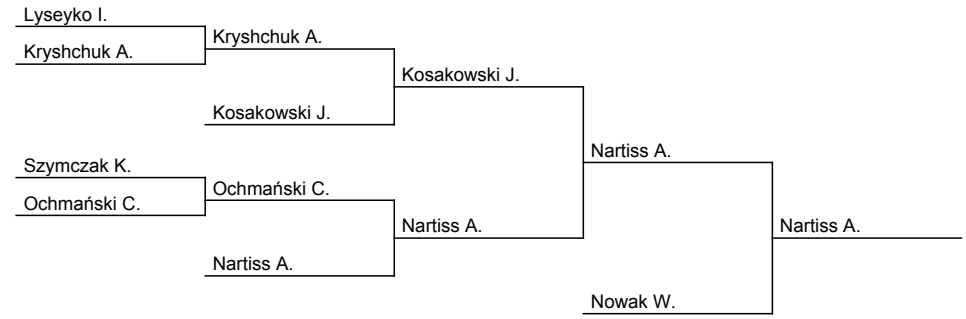 Lyseyko I.
Kryshchuk A.
Kryshchuk A.
Kosakowski J.
Kosakowski J.
Nartiss A.
Szymczak K.
Ochmański C.
Ochmański C.
Nartiss A.
Nartiss A.
Nartiss A.
Nowak W.